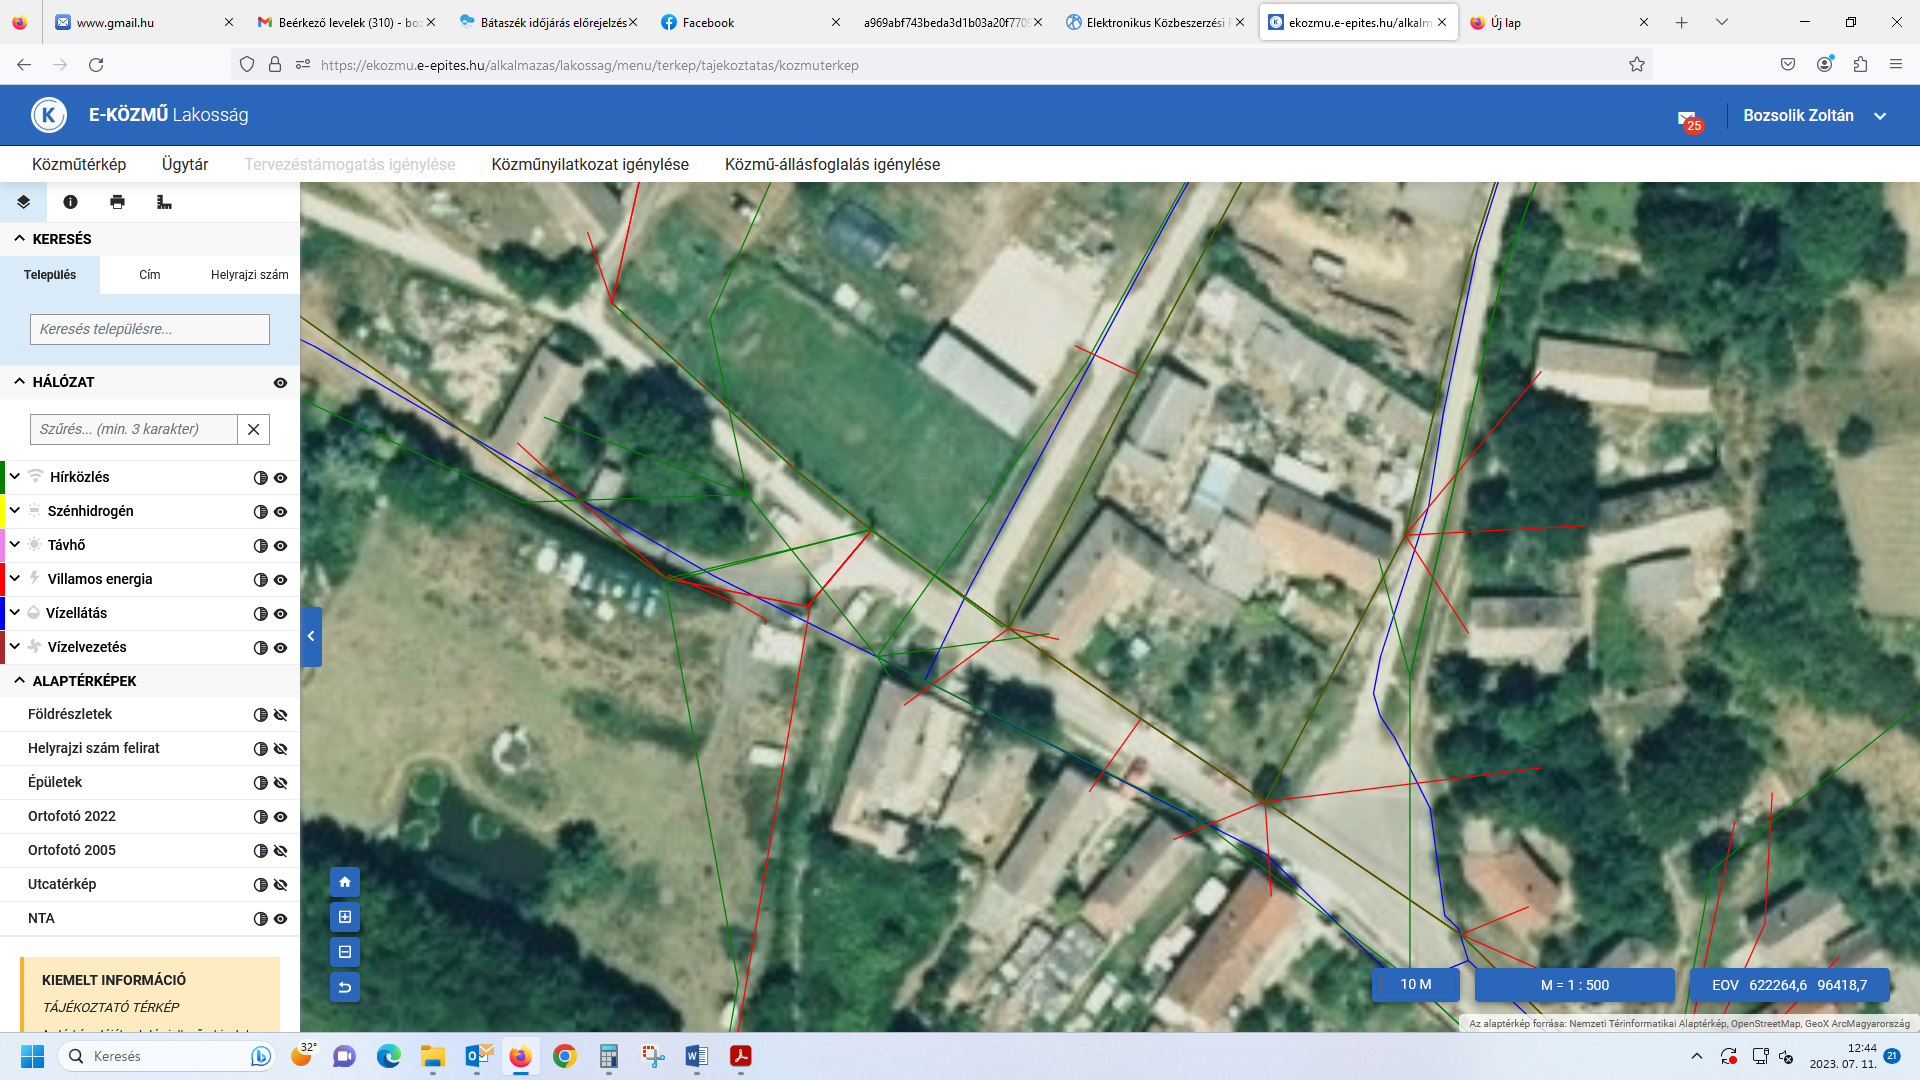 www.gmail.hu
Beérkező levelek (310) - boz
Bátaszék időjárás előrejelzés
Facebook
a969abf743beda3d1b03a20f7709
Elektronikus Közbeszerzési
ekozmu.e-epites.hu/alkalm
Új lap
https://ekozmu.e-epites.hu/alkalmazas/lakossag/menu/terkep/tajekoztatas/kozmuterkep
K E-KÖZMŰ Lakosság
25
Bozsolik Zoltán
Közműtérkép Ügytár Tervezéstámogatás igénylése Közműnyilatkozat igénylése Közmű-állásfoglalás igénylése
KERESÉS
Település Cím Helyrajzi szám
Keresés településre...
HÁLÓZAT
Szűrés... (min. 3 karakter)
Hírközlés
Szénhidrogén
Távhő
Villamos energia
Vízellátás
Vízelvezetés
ALAPTÉRKÉPEK
Földrészletek
Helyrajzi szám felirat
Épületek
Ortofotó 2022
Ortofotó 2005
Utcatérkép
NTA
KIEMELT INFORMÁCIÓ
TÁJÉKOZTATÓ TÉRKÉP
10 M
M = 1 : 500
EOV 622264,6 96418,7
Az alaptérkép forrása: Nemzeti Térinformatikai Alaptérkép, OpenStreetMap, GeoX ArcMagyarország
Keresés
32°
12:44
2023. 07. 11.
21